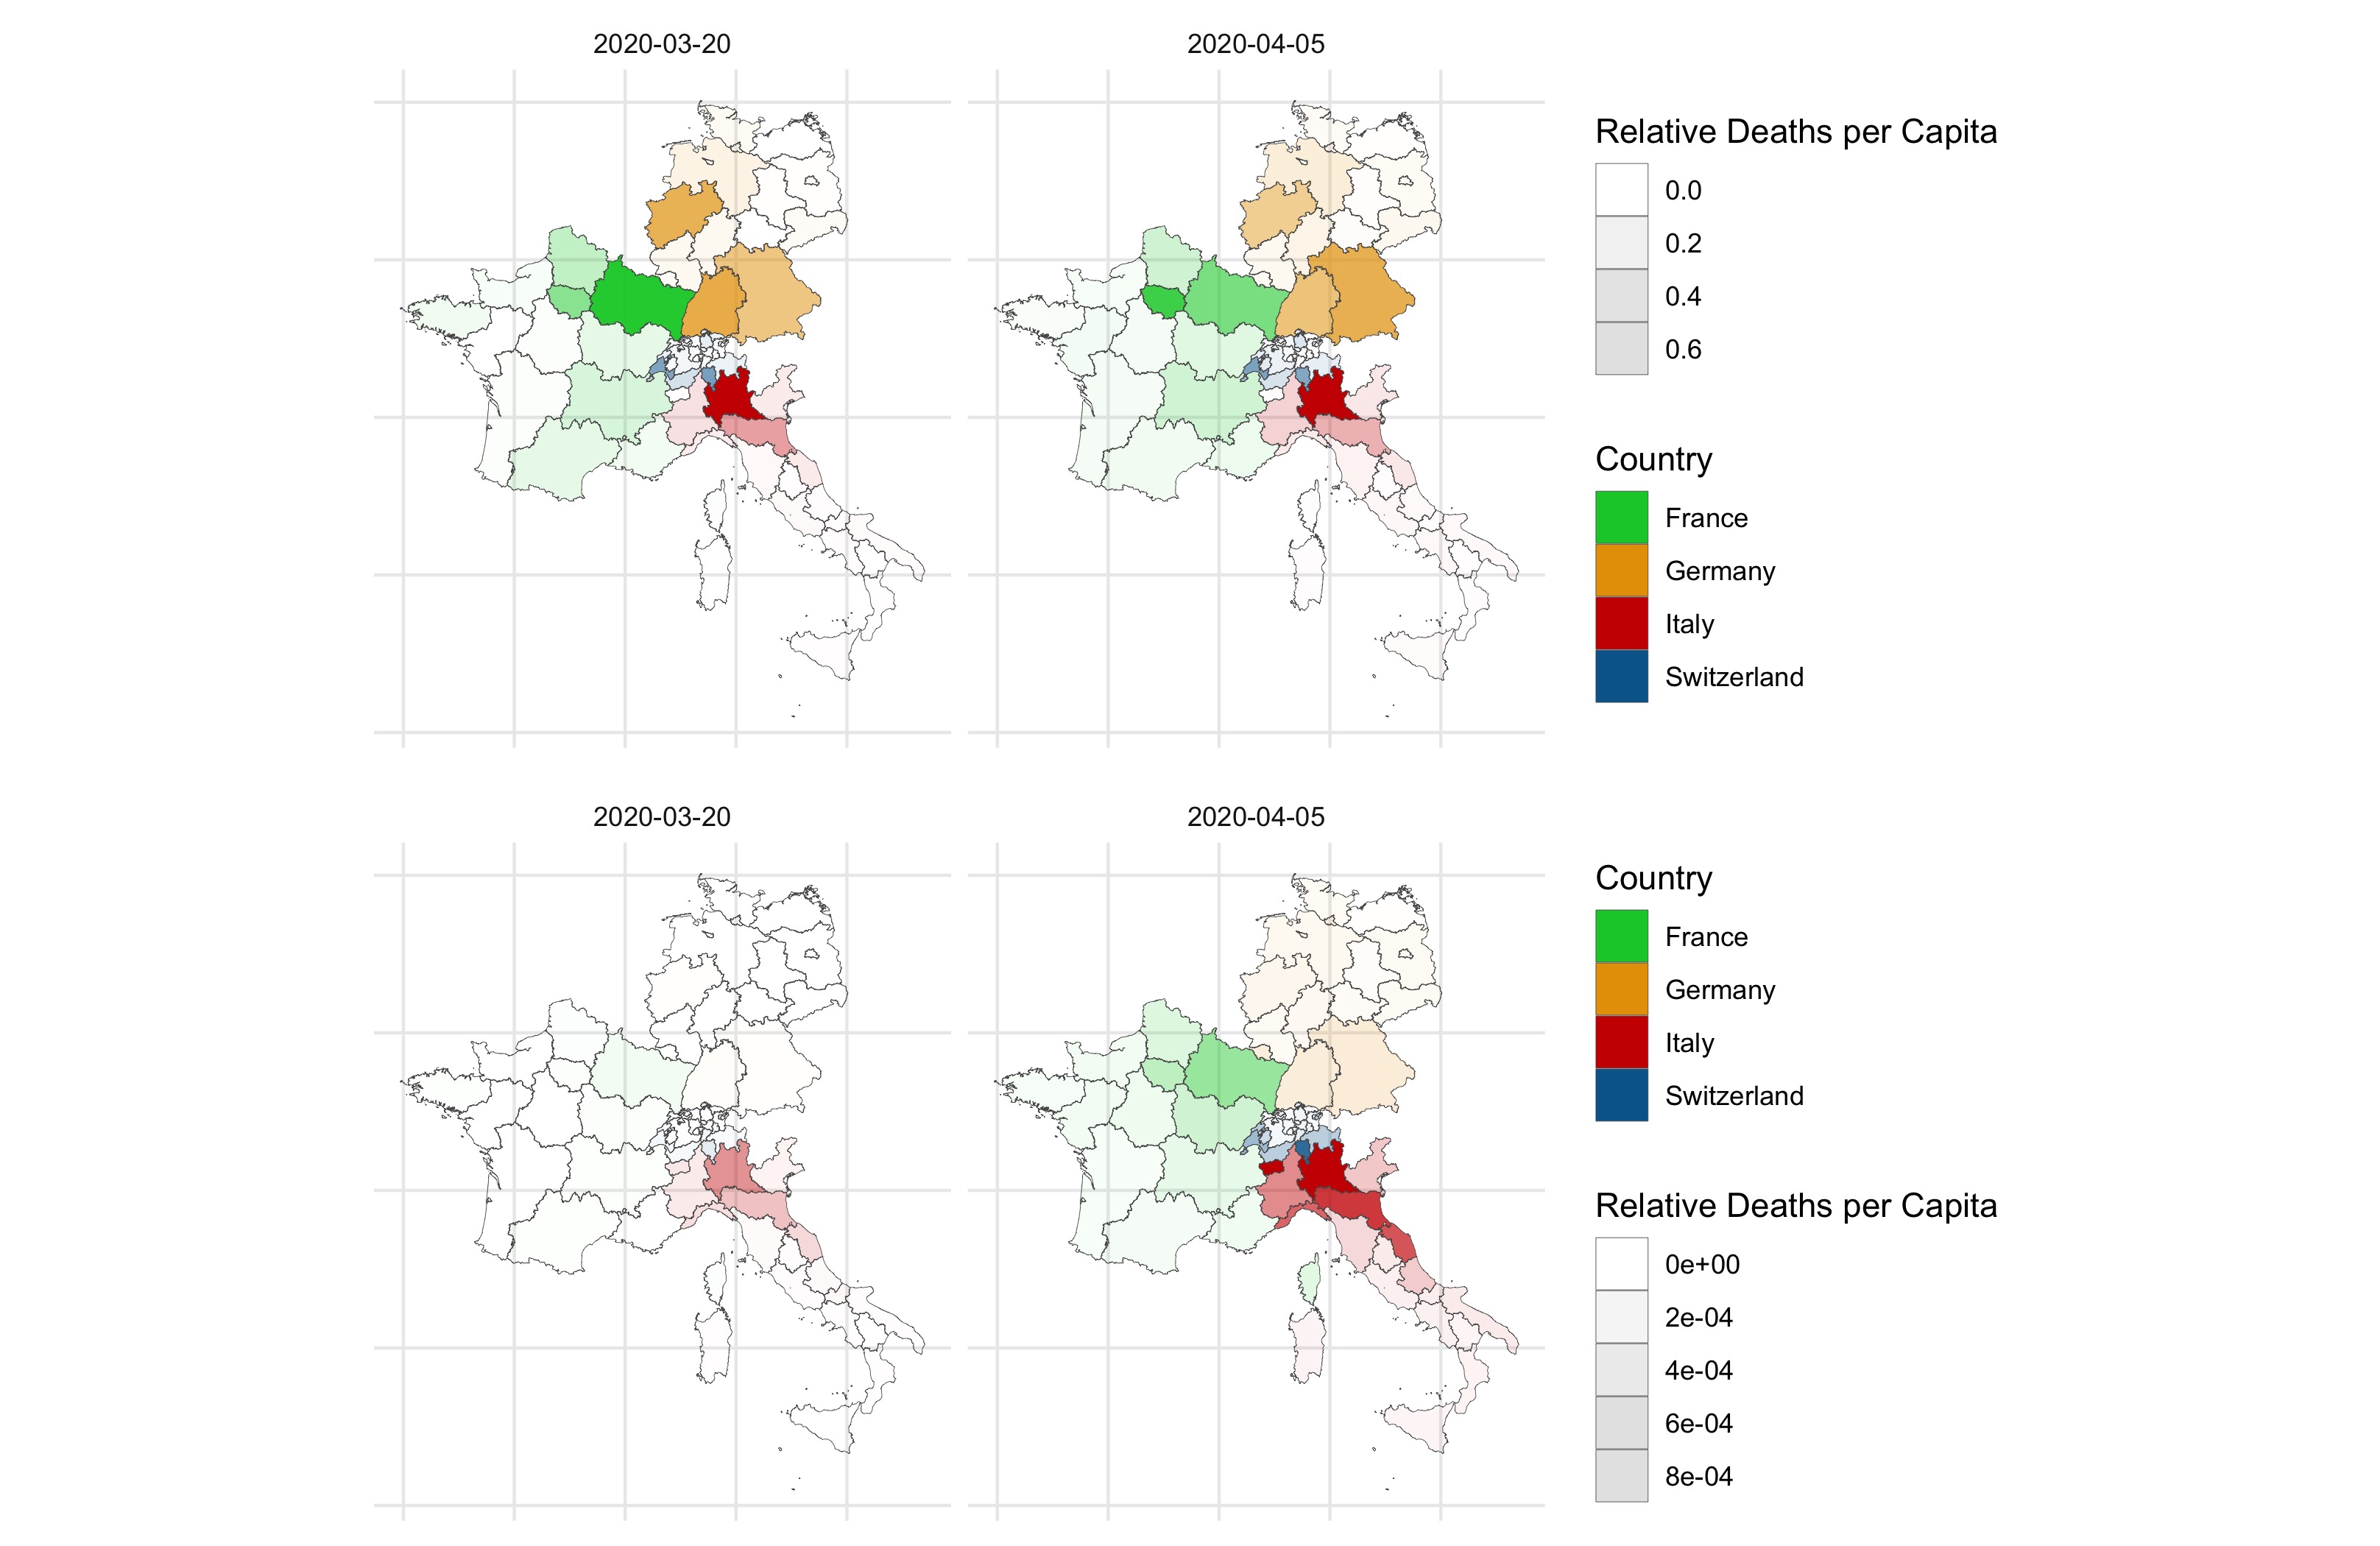 2020-03-20
2020-04-05
Relative Deaths per Capita
0.0
0.2
0.4
0.6
Country
France
Germany
Italy
Switzerland
2020-03-20
2020-04-05
Country
France
Germany
Italy
Switzerland
Relative Deaths per Capita
0e+00
2e-04
4e-04
6e-04
8e-04